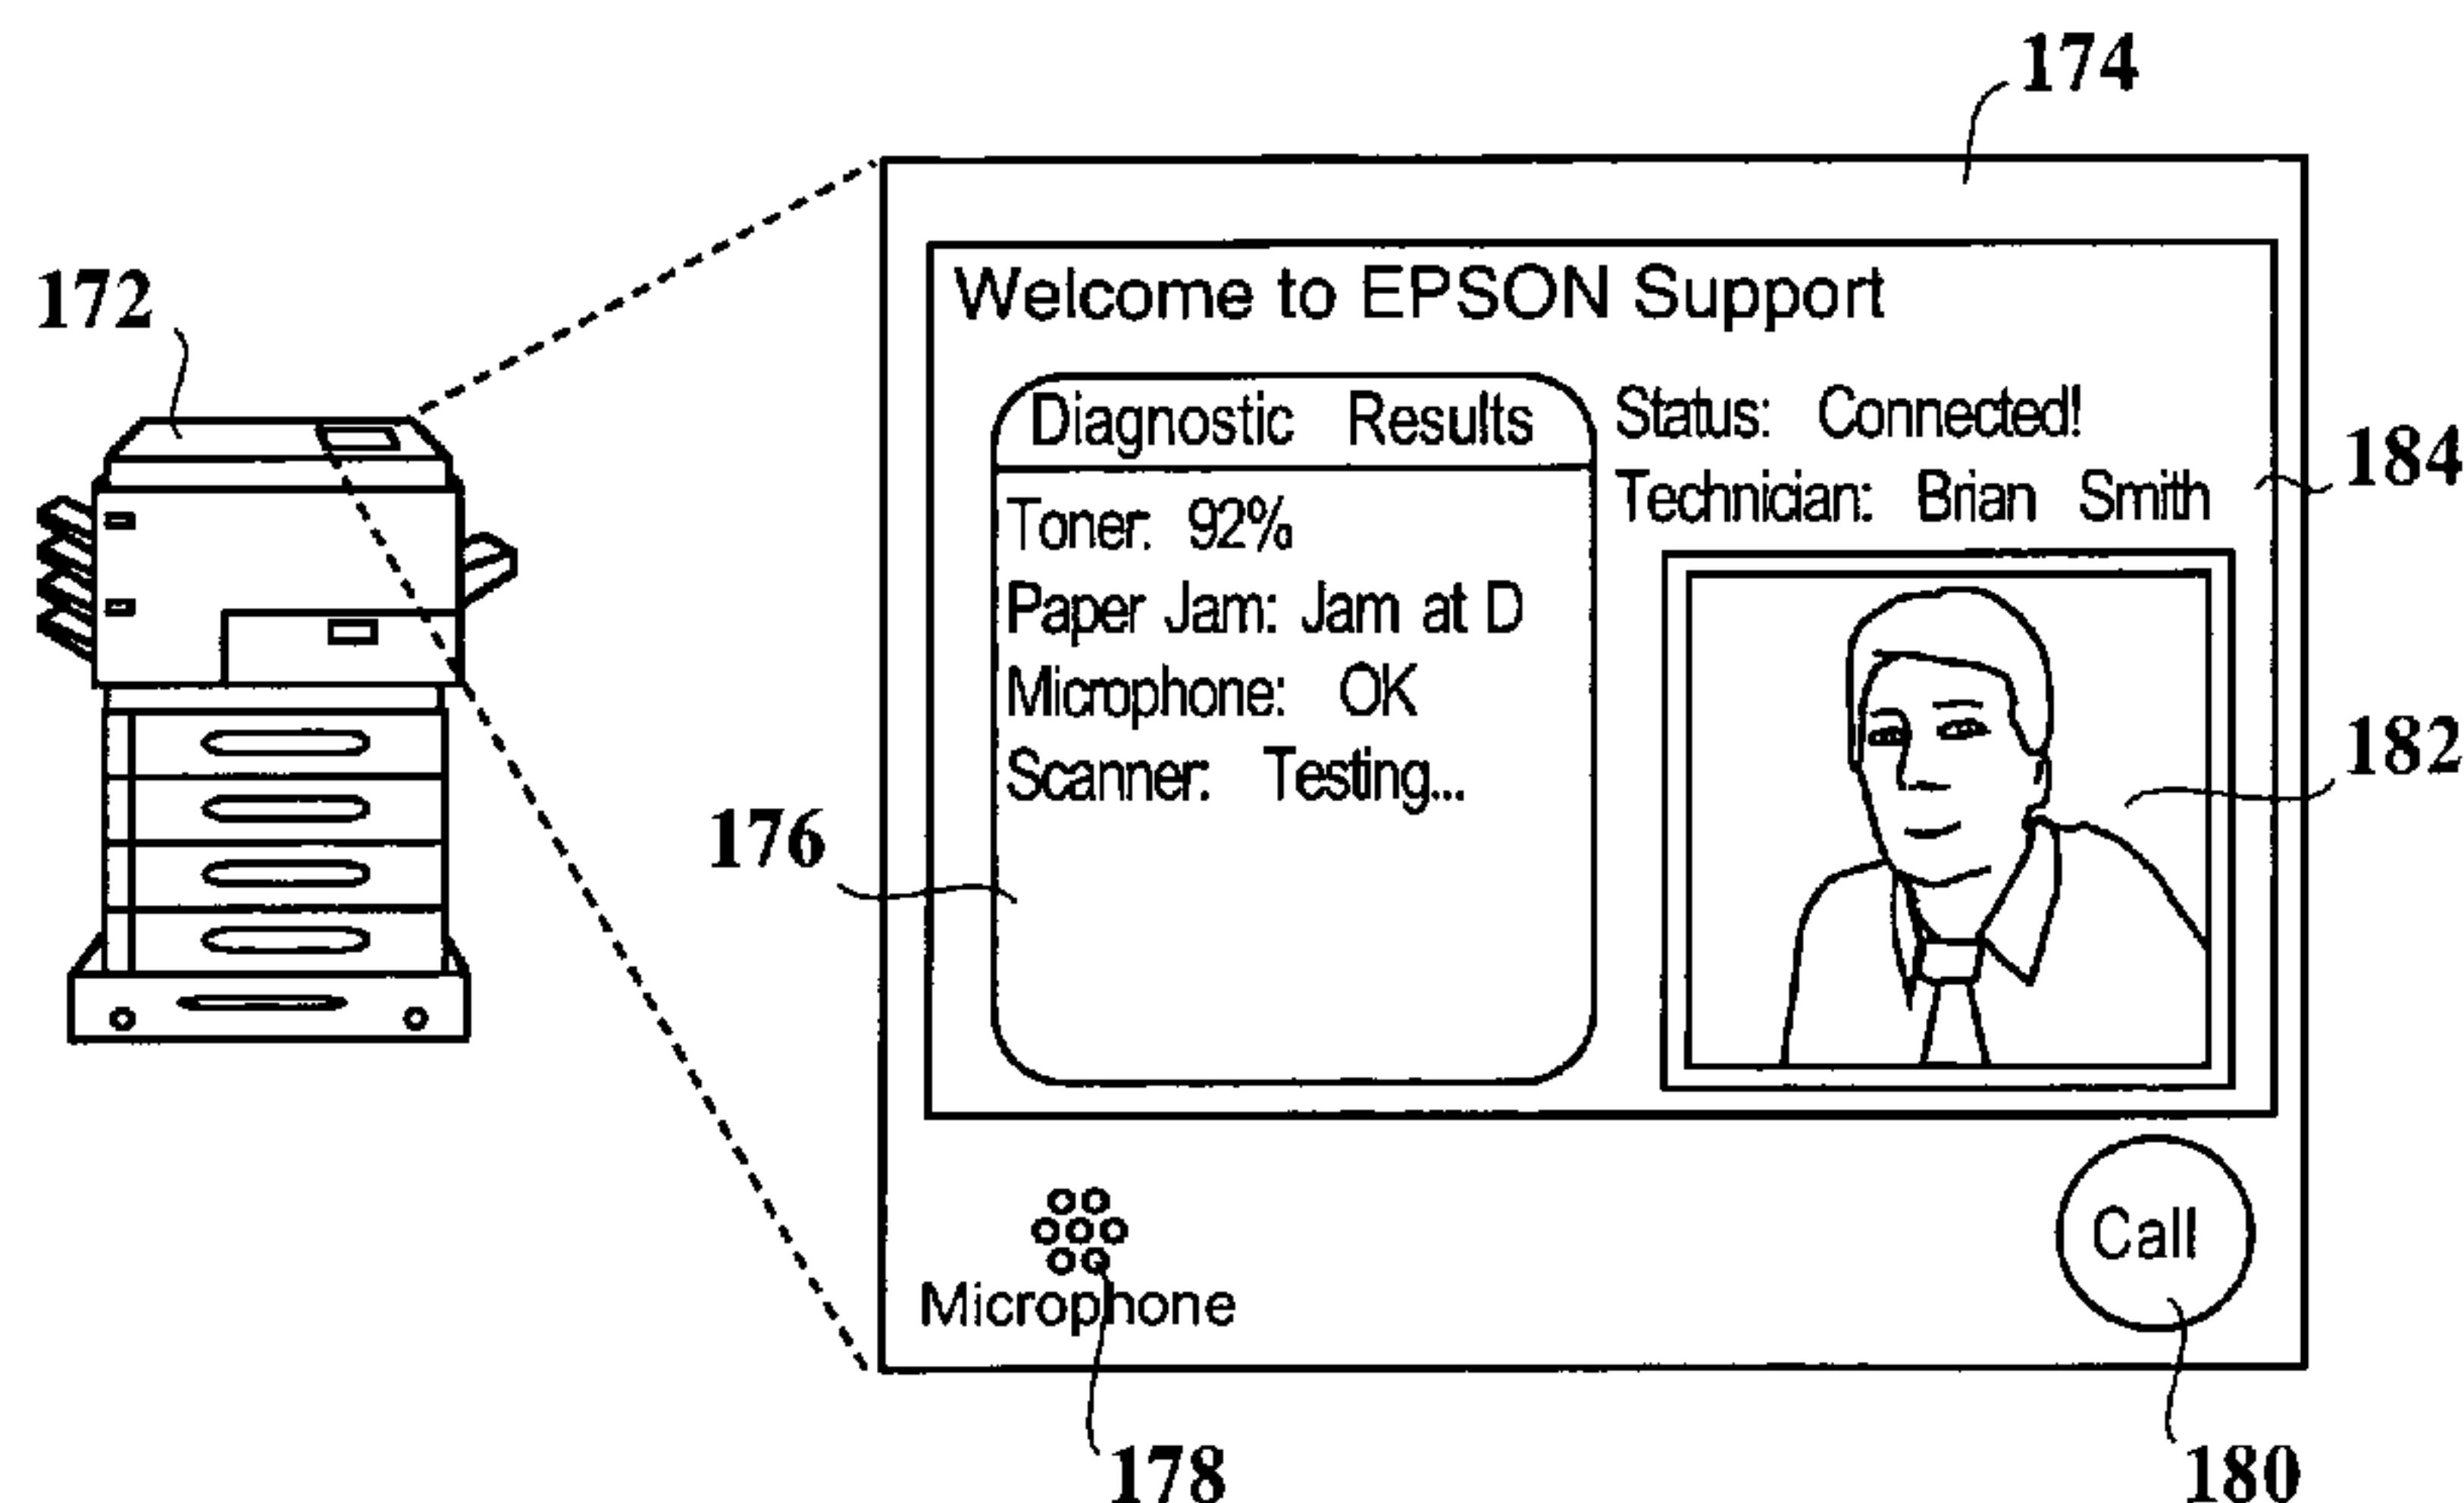 174
172
Welcome to EPSON Support
Diagnostic Results
Toner: 92%
Paper Jam: Jam at D
Microphone: OK
Scanner: Testing...
Status: Connected!
Technician: Brian Smith
184
182
176
Microphone
Call
178
180